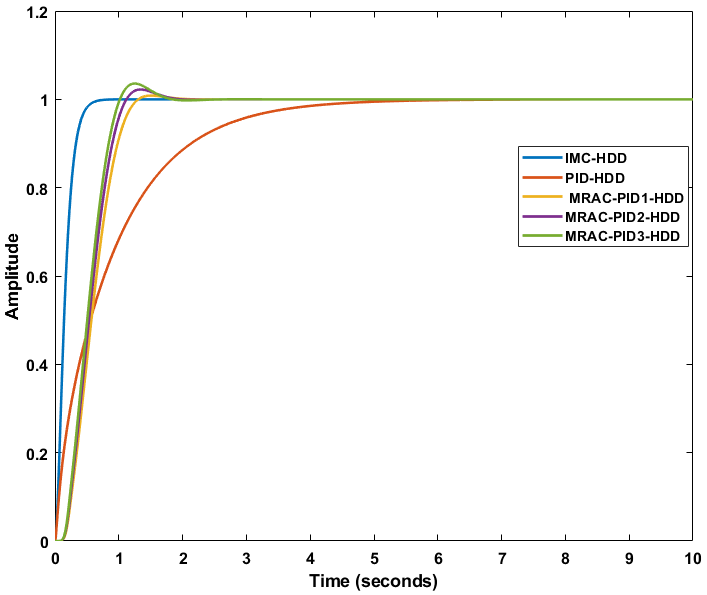 1.2
1
0.8
0.6
0.4
0.2
0
Amplitude
IMC-HDD
PID-HDD
MRAC-PID1-HDD
MRAC-PID2-HDD
MRAC-PID3-HDD
0 1 2 3 4 5 6 7 8 9 10
Time (seconds)